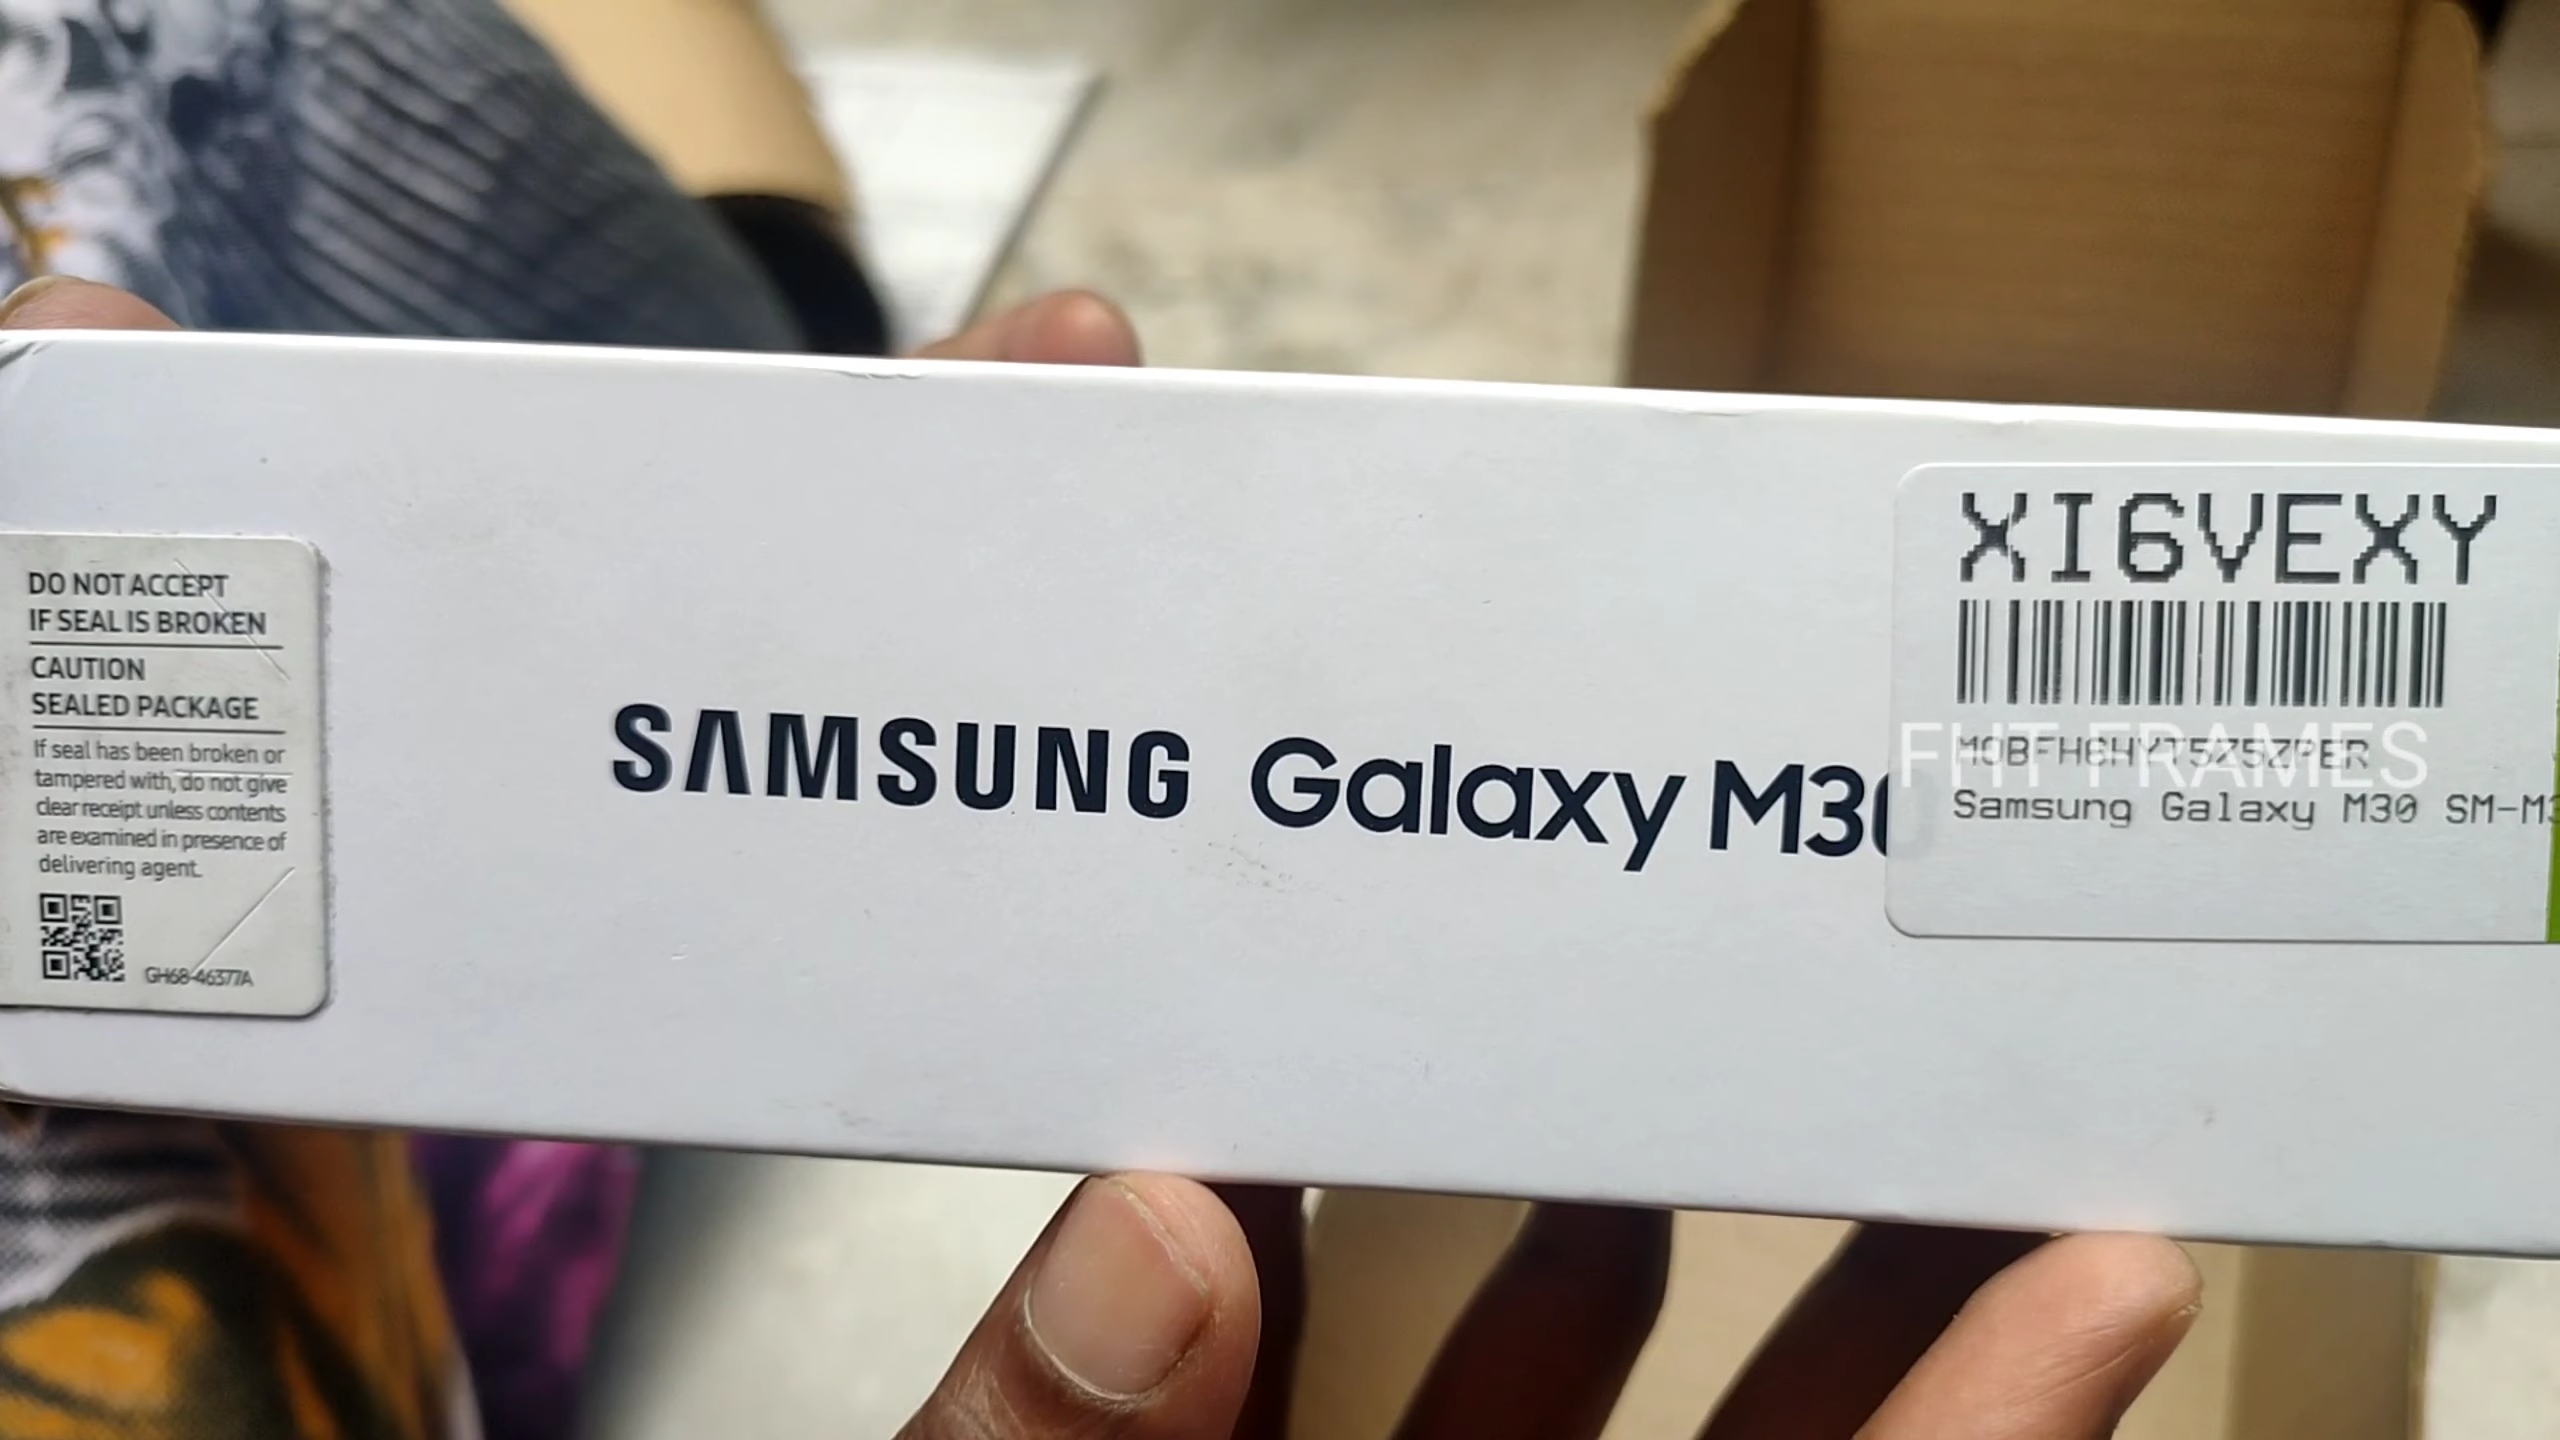 DO NOT ACCEPT
IF SEAL IS BROKEN
CAUTION
SEALED PACKAGE
If seal has been broken or
tampered with, do not give
clear receipt unless contents
are examined in presence of
delivering agent.
GH68-46377A
SAMSUNG Galaxy M30
XI6VEXY
FHT FRAMES
Samsung Galaxy M30 SM-M3